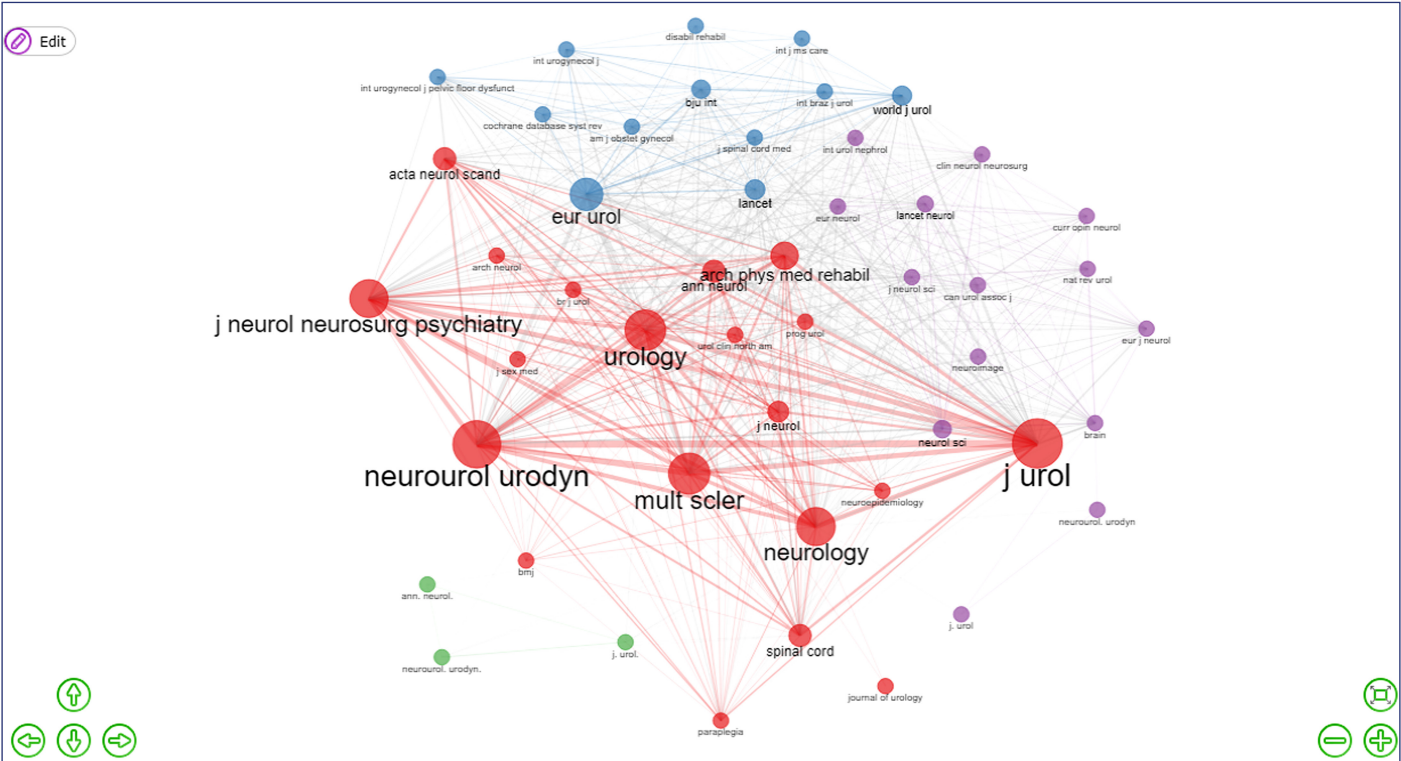 disabil rehabil
int j ms care
Edit
int urogynecol j
int urogynecol j pelvic floor dysfunct
bju int
int braz j urol
world j urol
cochrane database syst rev
am j obstet gynecol
j spinal cord med
int urol nephrol
clin neurol neurosurg
acta neurol scand
lancet
eur urol
eur neurol
lancet neurol
curr opin neurol
arch neurol
arch phys med rehabil
ann neurol
j neurol sci
can urol assoc j
nat rev urol
br j urol
j neurol neurosurg psychiatry
prog urol
urol clin north am
eur j neurol
urology
j sex med
neuroimage
j neurol
neurol sci
brain
neurourol urodyn
j urol
mult scler
neuroepidemiology
neurourol. urodyn
neurology
bmj
ann. neurol.
j. urol
j. urol.
spinal cord
neurourol. urodyn.
journal of urology
paraplegia